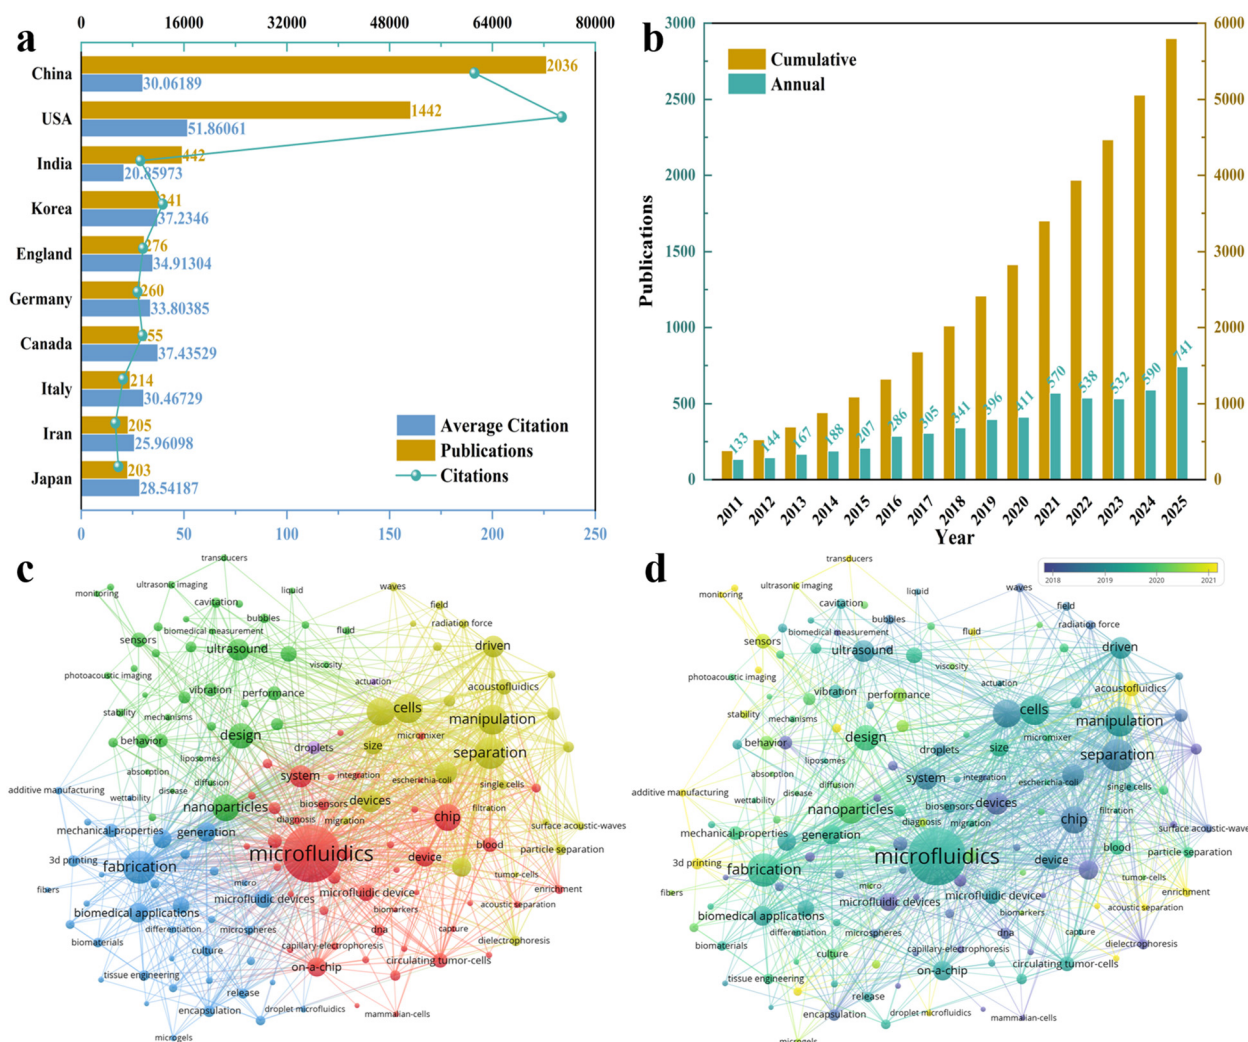 a
0 16000 32000 48000 64000 80000
China
2036
30.06189
USA
1442
51.86061
India
442
20.85973
Korea
341
37.2346
England
276
34.91304
Germany
260
33.80385
Canada
37.43529
Italy
214
30.46729
Iran
205
25.96098
Japan
203
28.54187
Average Citation
Publications
Citations
0 50 100 150 200 250
b
3000
2500
2000
1500
1000
500
0
Publications
Cumulative
Annual
6000
5000
4000
3000
2000
1000
0
133 144 167 188 207 286 305 341 396 411 570 538 532 590 741
2011 2012 2013 2014 2015 2016 2017 2018 2019 2020 2021 2022 2023 2024 2025
Year
c
transducers
monitoring
ultrasonic imaging
liquid
waves
cavitation
field
bubbles
sensors
biomedical measurement
fluid
radiation force
ultrasound
driven
viscosity
photoacoustic imaging
actuation
vibration
performance
acoustofluidics
stability
mechanisms
cells
manipulation
behavior
design
micromixer
droplets
size
separation
liposomes
absorption
diffusion
system
integration
escherichia-coli
single cells
additive manufacturing
wettability
disease
nanoparticles
biosensors
devices
filtration
diagnosis
migration
chip
mechanical-properties
generation
surface acoustic-waves
microfluidics
blood
device
particle separation
3d printing
fabrication
tumor-cells
fibers
micro
enrichment
microfluidic device
microfluidic devices
acoustic separation
biomedical applications
biomarkers
differentiation
microspheres
dna
capture
biomaterials
culture
capillary-electrophoresis
dielectrophoresis
on-a-chip
circulating tumor-cells
tissue engineering
release
encapsulation
droplet microfluidics
mammalian-cells
microgels
d
2018 2019 2020 2021
transducers
monitoring
ultrasonic imaging
liquid
waves
cavitation
field
bubbles
sensors
biomedical measurement
fluid
radiation force
ultrasound
driven
viscosity
photoacoustic imaging
actuation
vibration
performance
acoustofluidics
stability
mechanisms
cells
manipulation
behavior
design
micromixer
droplets
size
separation
liposomes
absorption
diffusion
system
integration
escherichia-coli
single cells
additive manufacturing
wettability
disease
nanoparticles
biosensors
devices
filtration
diagnosis
migration
chip
mechanical-properties
generation
surface acoustic-waves
microfluidics
blood
device
particle separation
3d printing
fabrication
tumor-cells
fibers
micro
enrichment
microfluidic device
microfluidic devices
acoustic separation
biomedical applications
biomarkers
differentiation
microspheres
dna
capture
biomaterials
culture
capillary-electrophoresis
dielectrophoresis
on-a-chip
circulating tumor-cells
tissue engineering
release
encapsulation
droplet microfluidics
mammalian-cells
microgels